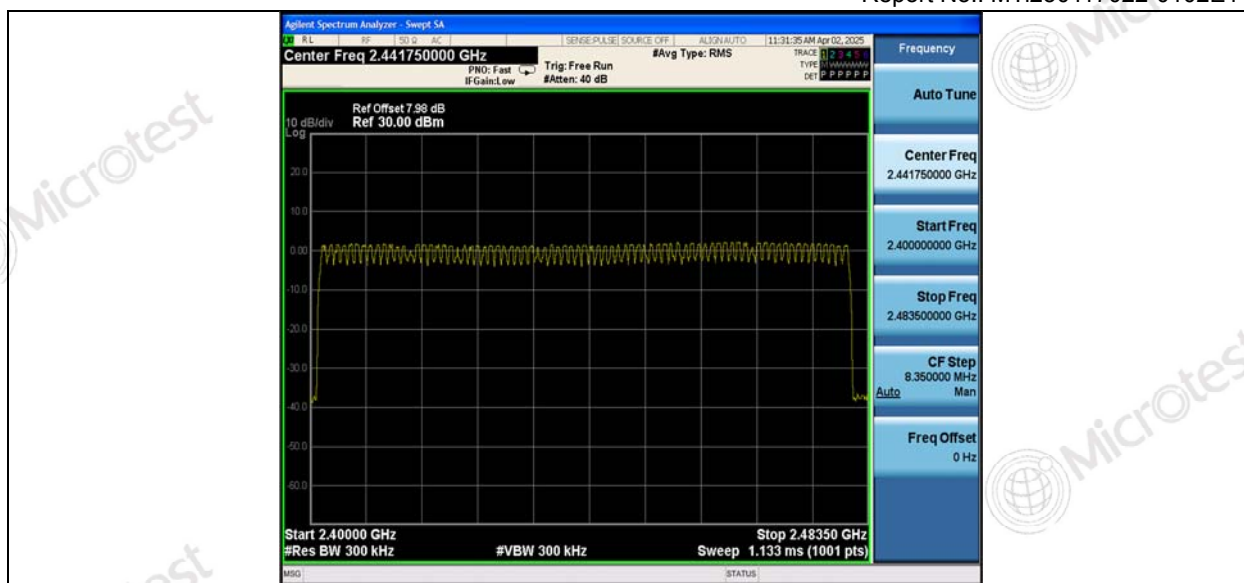 Agilent Spectrum Analyzer - Swept SA
RL RF 50 Ω AC SENSE:PULSE SOURCE OFF ALIGN AUTO 11:31:35 AM Apr 02, 2025
Center Freq 2.441750000 GHz
#Avg Type: RMS
TRACE 1 2 3 4 5 6
TYPE M
DET P P P P P P
PNO: Fast
IFGain:Low
Trig: Free Run
#Atten: 40 dB
Frequency
Auto Tune
Center Freq
2.441750000 GHz
Start Freq
2.400000000 GHz
Stop Freq
2.483500000 GHz
CF Step
8.350000 MHz
Auto Man
Freq Offset
0 Hz
Ref Offset 7.98 dB
10 dB/div Ref 30.00 dBm
Log
20.0
10.0
0.00
-10.0
-20.0
-30.0
-40.0
-50.0
-60.0
Start 2.40000 GHz Stop 2.48350 GHz
#Res BW 300 kHz #VBW 300 kHz Sweep 1.133 ms (1001 pts)
MSG STATUS
Microtest
Microtest